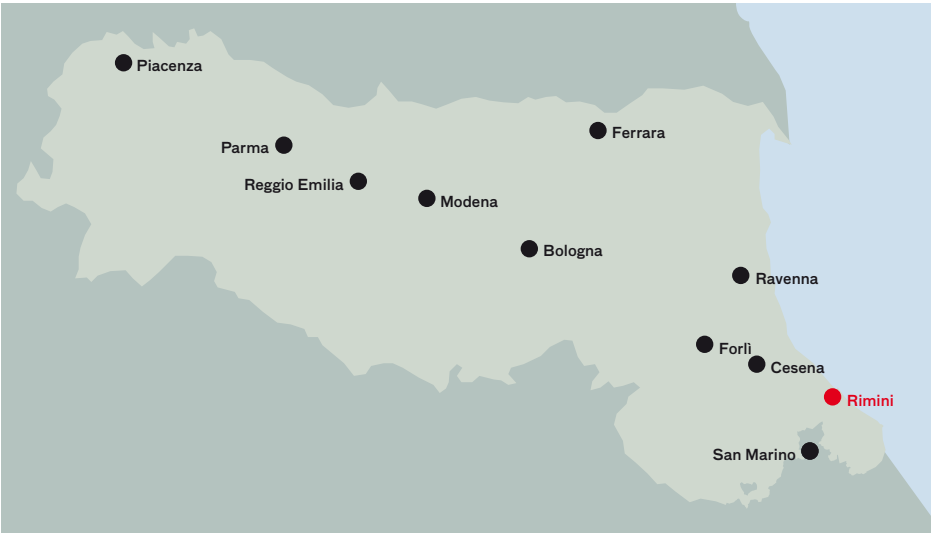 Piacenza
Ferrara
Parma
Reggio Emilia
Modena
Bologna
Ravenna
Forlì
Cesena
Rimini
San Marino